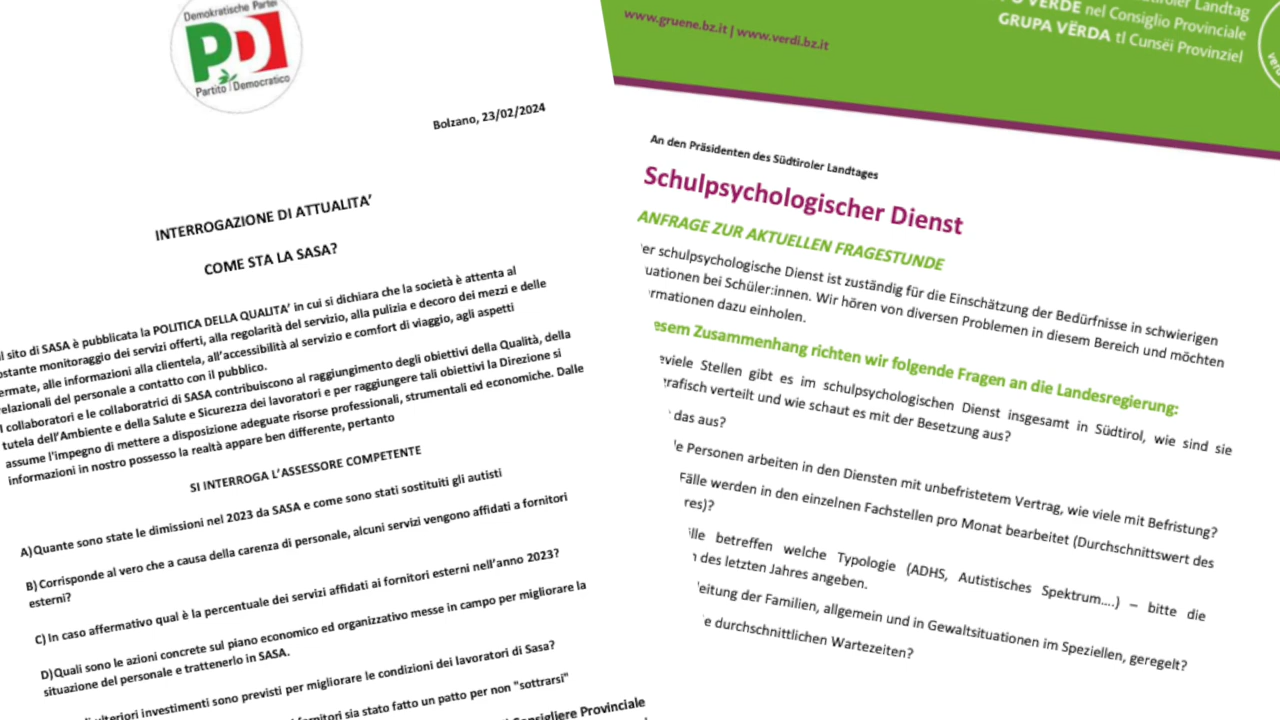 Demokratische Partei
PD
Partito Democratico
Bolzano, 23/02/2024
INTERROGAZIONE DI ATTUALITA’
COME STA LA SASA?
sito di SASA è pubblicata la POLITICA DELLA QUALITA’ in cui si dichiara che la società è attenta al
monitoraggio dei servizi offerti, alla regolarità del servizio, alla pulizia e decoro dei mezzi e delle
alle informazioni alla clientela, all’accessibilità al servizio e comfort di viaggio, agli aspetti
elazionali del personale a contatto con il pubblico.
I collaboratori e le collaboratrici di SASA contribuiscono al raggiungimento degli obiettivi della Qualità, della
tutela dell’Ambiente e della Salute e Sicurezza dei lavoratori e per raggiungere tali obiettivi la Direzione si
assume l'impegno di mettere a disposizione adeguate risorse professionali, strumentali ed economiche. Dalle
informazioni in nostro possesso la realtà appare ben differente, pertanto
SI INTERROGA L’ASSESSORE COMPETENTE
A) Quante sono state le dimissioni nel 2023 da SASA e come sono stati sostituiti gli autisti
B) Corrisponde al vero che a causa della carenza di personale, alcuni servizi vengono affidati a fornitori
esterni?
C) In caso affermativo qual è la percentuale dei servizi affidati ai fornitori esterni nell’anno 2023?
D) Quali sono le azioni concrete sul piano economico ed organizzativo messe in campo per migliorare la
situazione del personale e trattenerlo in SASA.
ulteriori investimenti sono previsti per migliorare le condizioni dei lavoratori di Sasa?
fornitori sia stato fatto un patto per non "sottrarsi"
Consigliere Provinciale
www.gruene.bz.it | www.verdi.bz.it
Landtag
VERDE nel Consiglio Provinciale
GRUPA VËRDA tl Cunsëi Provinziel
An den Präsidenten des Südtiroler Landtages
Schulpsychologischer Dienst
ANFRAGE ZUR AKTUELLEN FRAGESTUNDE
er schulpsychologische Dienst ist zuständig für die Einschätzung der Bedürfnisse in schwierigen
uationen bei Schüler:innen. Wir hören von diversen Problemen in diesem Bereich und möchten
rmationen dazu einholen.
esem Zusammenhang richten wir folgende Fragen an die Landesregierung:
eviele Stellen gibt es im schulpsychologischen Dienst insgesamt in Südtirol, wie sind sie
rafisch verteilt und wie schaut es mit der Besetzung aus?
das aus?
e Personen arbeiten in den Diensten mit unbefristetem Vertrag, wie viele mit Befristung?
Fälle werden in den einzelnen Fachstellen pro Monat bearbeitet (Durchschnittswert des
res)?
lle betreffen welche Typologie (ADHS, Autistisches Spektrum....) – bitte die
des letzten Jahres angeben.
eitung der Familien, allgemein und in Gewaltsituationen im Speziellen, geregelt?
e durchschnittlichen Wartezeiten?